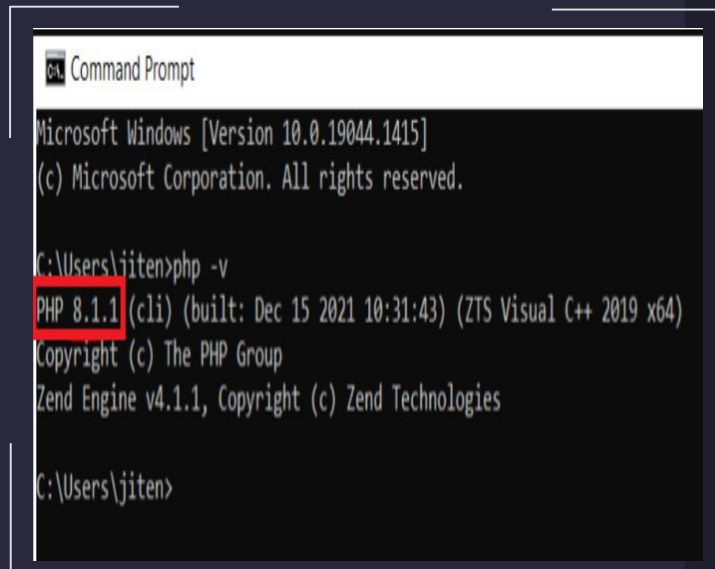 Command Prompt
Microsoft Windows [Version 10.0.19044.1415]
(c) Microsoft Corporation. All rights reserved.
C:\Users\jiten>php -v
PHP 8.1.1 (cli) (built: Dec 15 2021 10:31:43) (ZTS Visual C++ 2019 x64)
Copyright (c) The PHP Group
Zend Engine v4.1.1, Copyright (c) Zend Technologies
C:\Users\jiten>